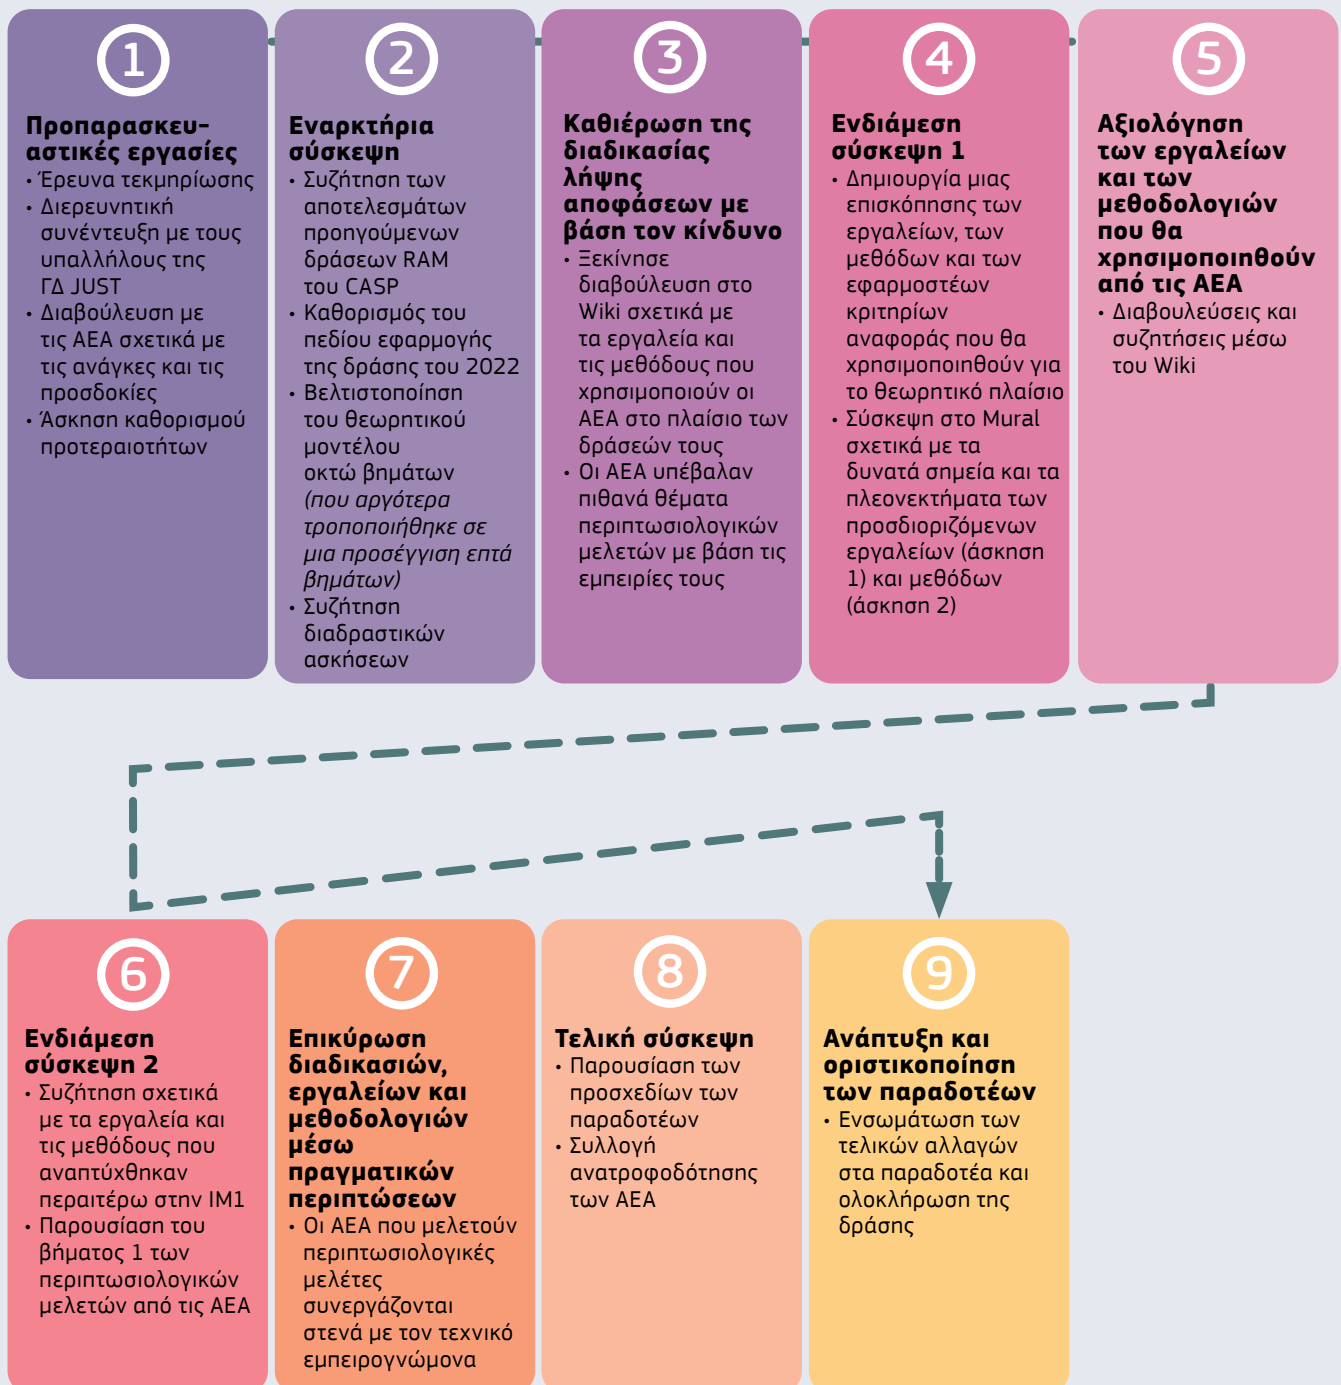 1
Προπαρασκευ-
αστικές εργασίες
• Έρευνα τεκμηρίωσης
• Διερευνητική
συνέντευξη με τους
υπαλλήλους της
ΓΔ JUST
• Διαβούλευση με
τις ΑΕΑ σχετικά με
τις ανάγκες και τις
προσδοκίες
• Άσκηση καθορισμού
προτεραιοτήτων
2
Εναρκτήρια
σύσκεψη
• Συζήτηση των
αποτελεσμάτων
προηγούμενων
δράσεων RAM
του CASP
• Καθορισμός του
πεδίου εφαρμογής
της δράσης του 2022
• Βελτιστοποίηση
του θεωρητικού
μοντέλου
οκτώ βημάτων
(που αργότερα
τροποποιήθηκε σε
μια προσέγγιση επτά
βημάτων)
• Συζήτηση
διαδραστικών
ασκήσεων
3
Καθιέρωση της
διαδικασίας
λήψης
αποφάσεων με
βάση τον κίνδυνο
• Ξεκίνησε
διαβούλευση στο
Wiki σχετικά με
τα εργαλεία και
τις μεθόδους που
χρησιμοποιούν οι
ΑΕΑ στο πλαίσιο των
δράσεών τους
• Οι ΑΕΑ υπέβαλαν
πιθανά θέματα
περιπτωσιολογικών
μελετών με βάση τις
εμπειρίες τους
4
Ενδιάμεση
σύσκεψη 1
• Δημιουργία μιας
επισκόπησης των
εργαλείων, των
μεθόδων και των
εφαρμοστέων
κριτηρίων
αναφοράς που θα
χρησιμοποιηθούν για
το θεωρητικό πλαίσιο
• Σύσκεψη στο Mural
σχετικά με τα
δυνατά σημεία και τα
πλεονεκτήματα των
προσδιοριζόμενων
εργαλείων (άσκηση
1) και μεθόδων
(άσκηση 2)
5
Αξιολόγηση
των εργαλείων
και των
μεθοδολογιών
που θα
χρησιμοποιηθούν
από τις ΑΕΑ
• Διαβουλεύσεις και
συζητήσεις μέσω
του Wiki
6
Ενδιάμεση
σύσκεψη 2
• Συζήτηση σχετικά
με τα εργαλεία και
τις μεθόδους που
αναπτύχθηκαν
περαιτέρω στην IM1
• Παρουσίαση του
βήματος 1 των
περιπτωσιολογικών
μελετών από τις ΑΕΑ
7
Επικύρωση
διαδικασιών,
εργαλείων και
μεθοδολογιών
μέσω
πραγματικών
περιπτώσεων
• Οι ΑΕΑ που μελετούν
περιπτωσιολογικές
μελέτες
συνεργάζονται
στενά με τον τεχνικό
εμπειρογνώμονα
8
Τελική σύσκεψη
• Παρουσίαση των
προσχεδίων των
παραδοτέων
• Συλλογή
ανατροφοδότησης
των ΑΕΑ
9
Ανάπτυξη και
οριστικοποίηση
των παραδοτέων
• Ενσωμάτωση των
τελικών αλλαγών
στα παραδοτέα και
ολοκλήρωση της
δράσης